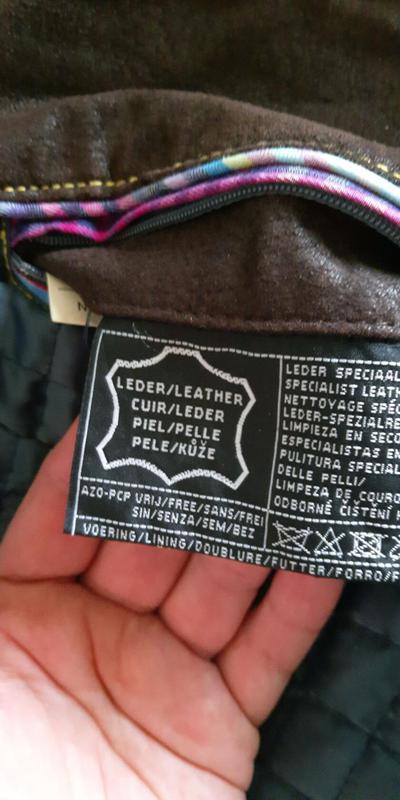 LEDER/LEATHER
CUIR/LEDER
PIEL/PELLE
PELE/KŮŽE
AZO-PCP VRIJ/FREE/SANS/FREI
SIN/SENZA/SEM/BEZ
LEDER SPECIAAL
SPECIALIST LEATH
NETTOYAGE SPÉC
LEDER-SPEZIALRE
LIMPIEZA EN SECO
ESPECIALISTAS EN
PULITURA SPECIAL
DELLE PELLI/
LIMPEZA DE COURO
ODBORNĚ ČIŠTĚNÍ
VOERING/LINING/DOUBLURE/FUTTER/FORRO/F